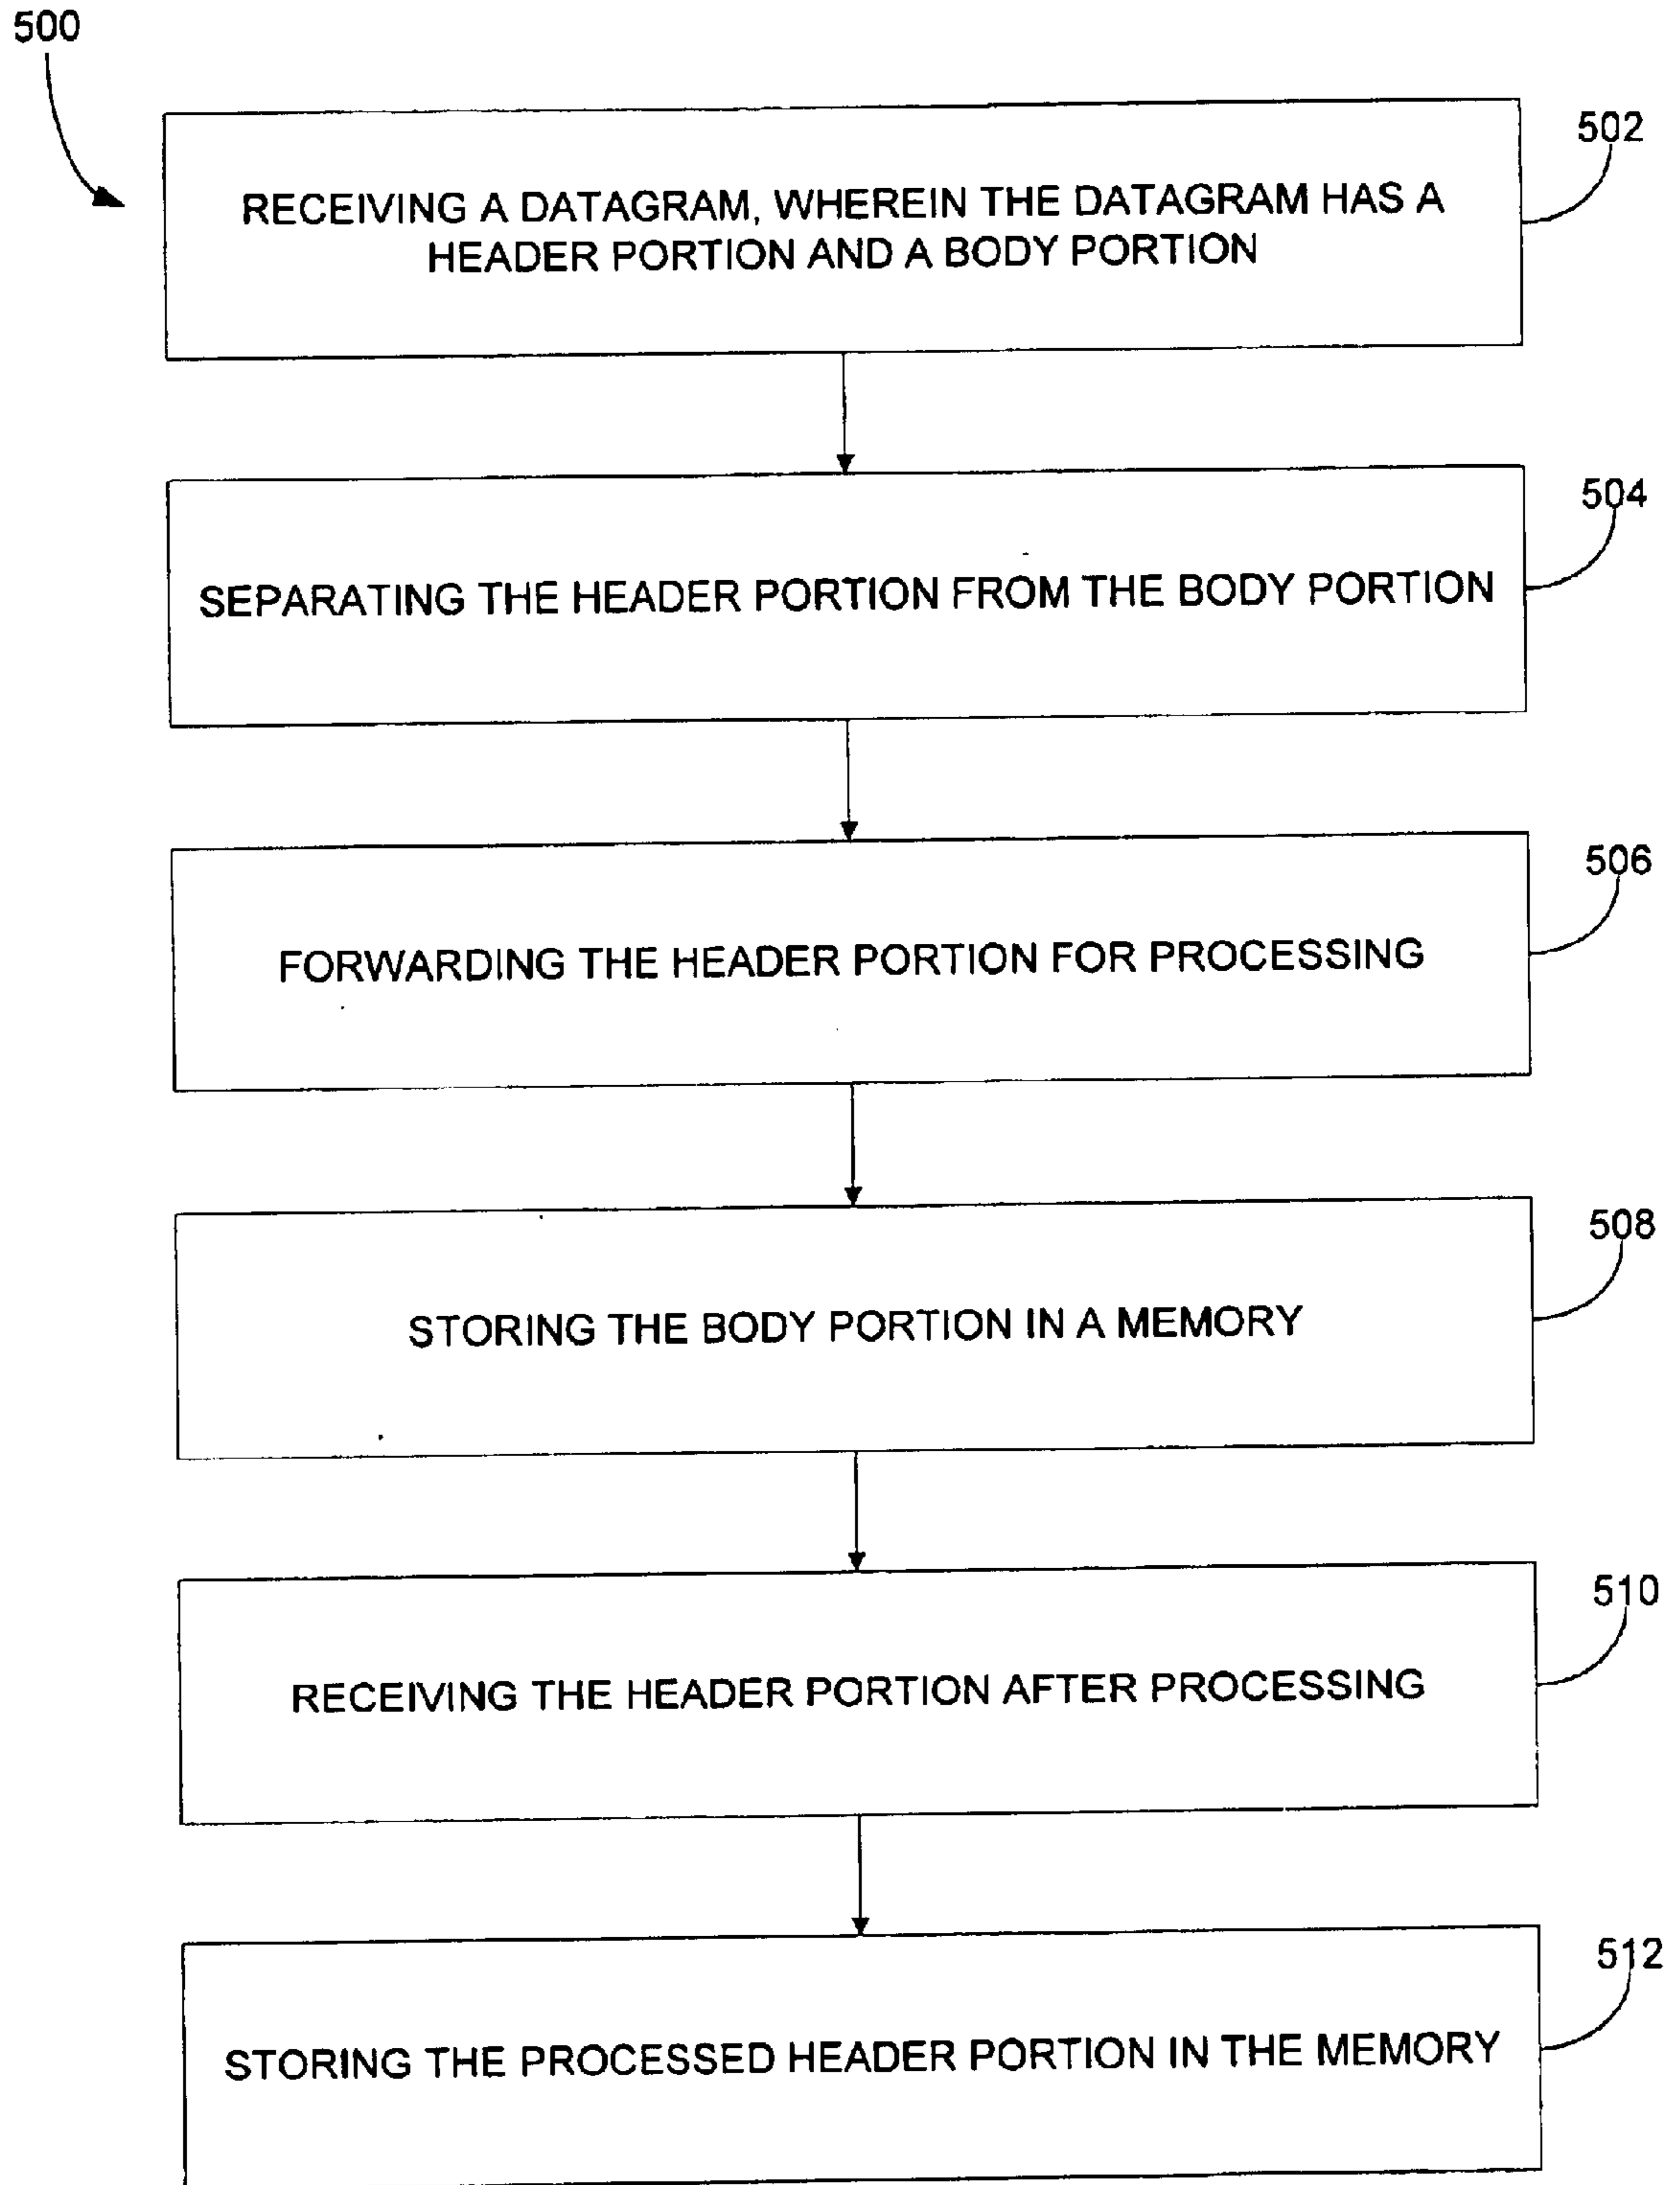 500
502
RECEIVING A DATAGRAM, WHEREIN THE DATAGRAM HAS A
HEADER PORTION AND A BODY PORTION
504
SEPARATING THE HEADER PORTION FROM THE BODY PORTION
506
FORWARDING THE HEADER PORTION FOR PROCESSING
508
STORING THE BODY PORTION IN A MEMORY
510
RECEIVING THE HEADER PORTION AFTER PROCESSING
512
STORING THE PROCESSED HEADER PORTION IN THE MEMORY